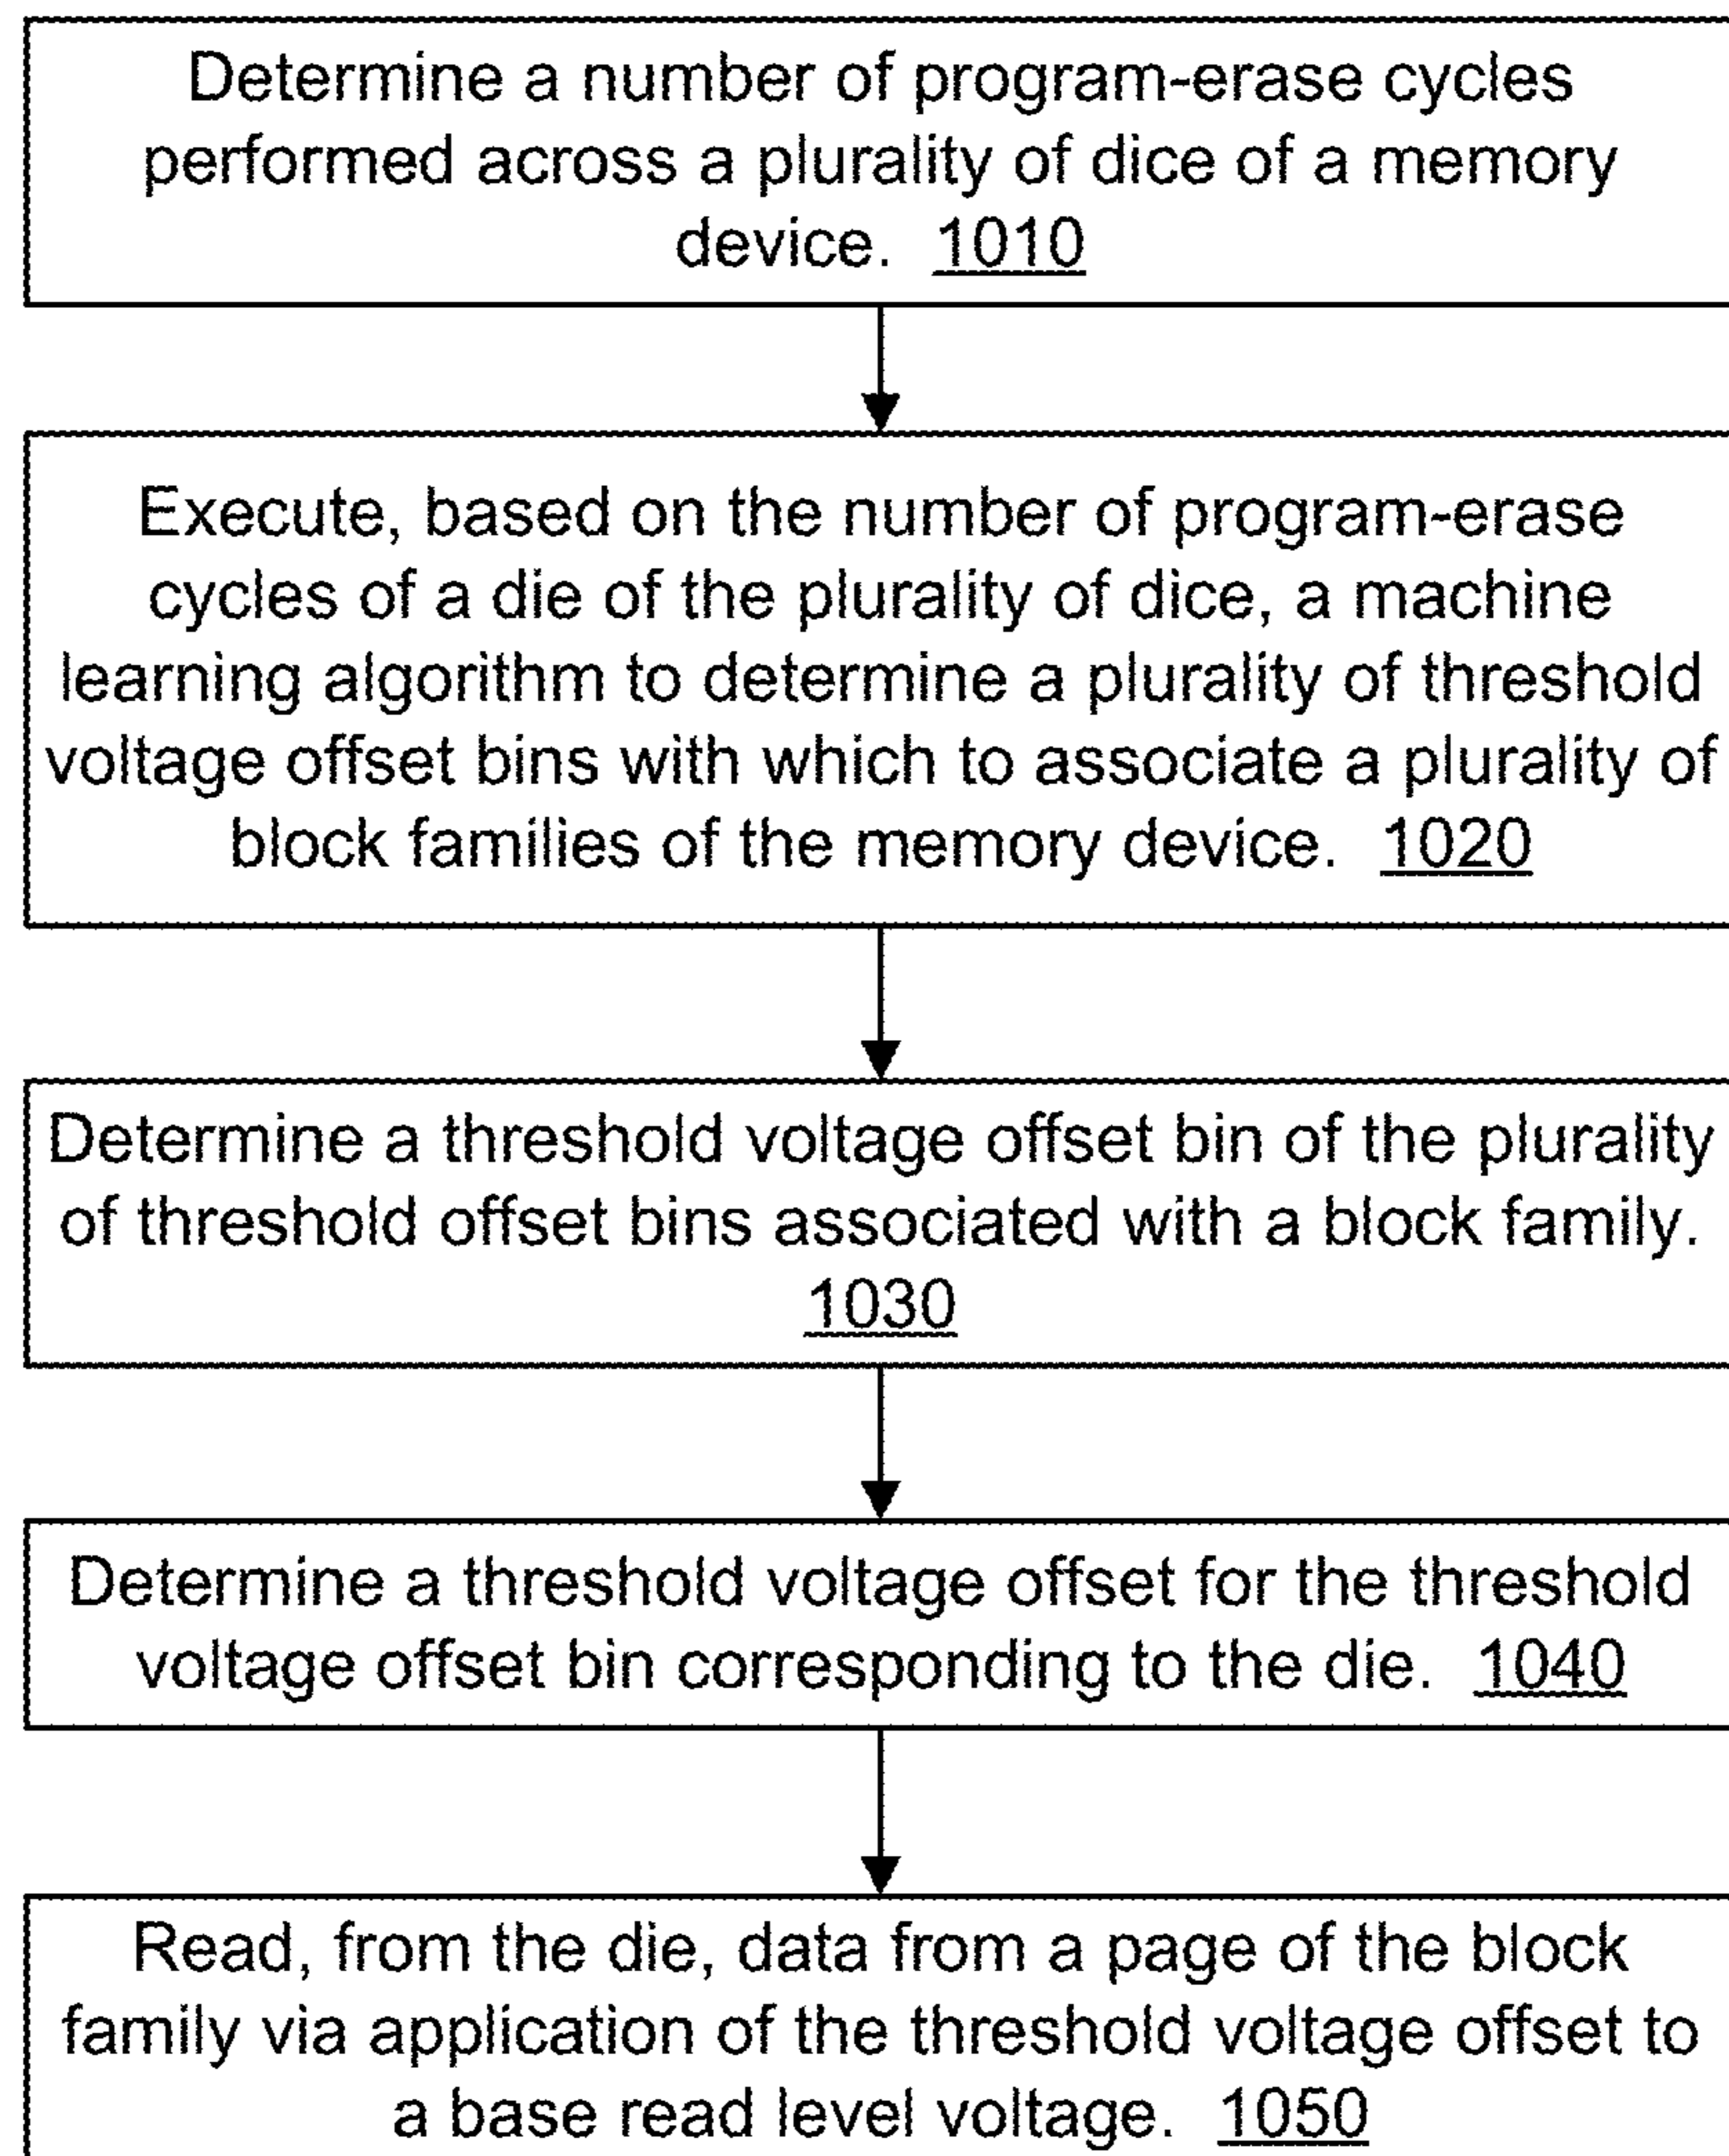 Determine a number of program-erase cycles
performed across a plurality of dice of a memory
device. 1010
Execute, based on the number of program-erase
cycles of a die of the plurality of dice, a machine
learning algorithm to determine a plurality of threshold
voltage offset bins with which to associate a plurality of
block families of the memory device. 1020
Determine a threshold voltage offset bin of the plurality
of threshold offset bins associated with a block family.
1030
Determine a threshold voltage offset for the threshold
voltage offset bin corresponding to the die. 1040
Read, from the die, data from a page of the block
family via application of the threshold voltage offset to
a base read level voltage. 1050